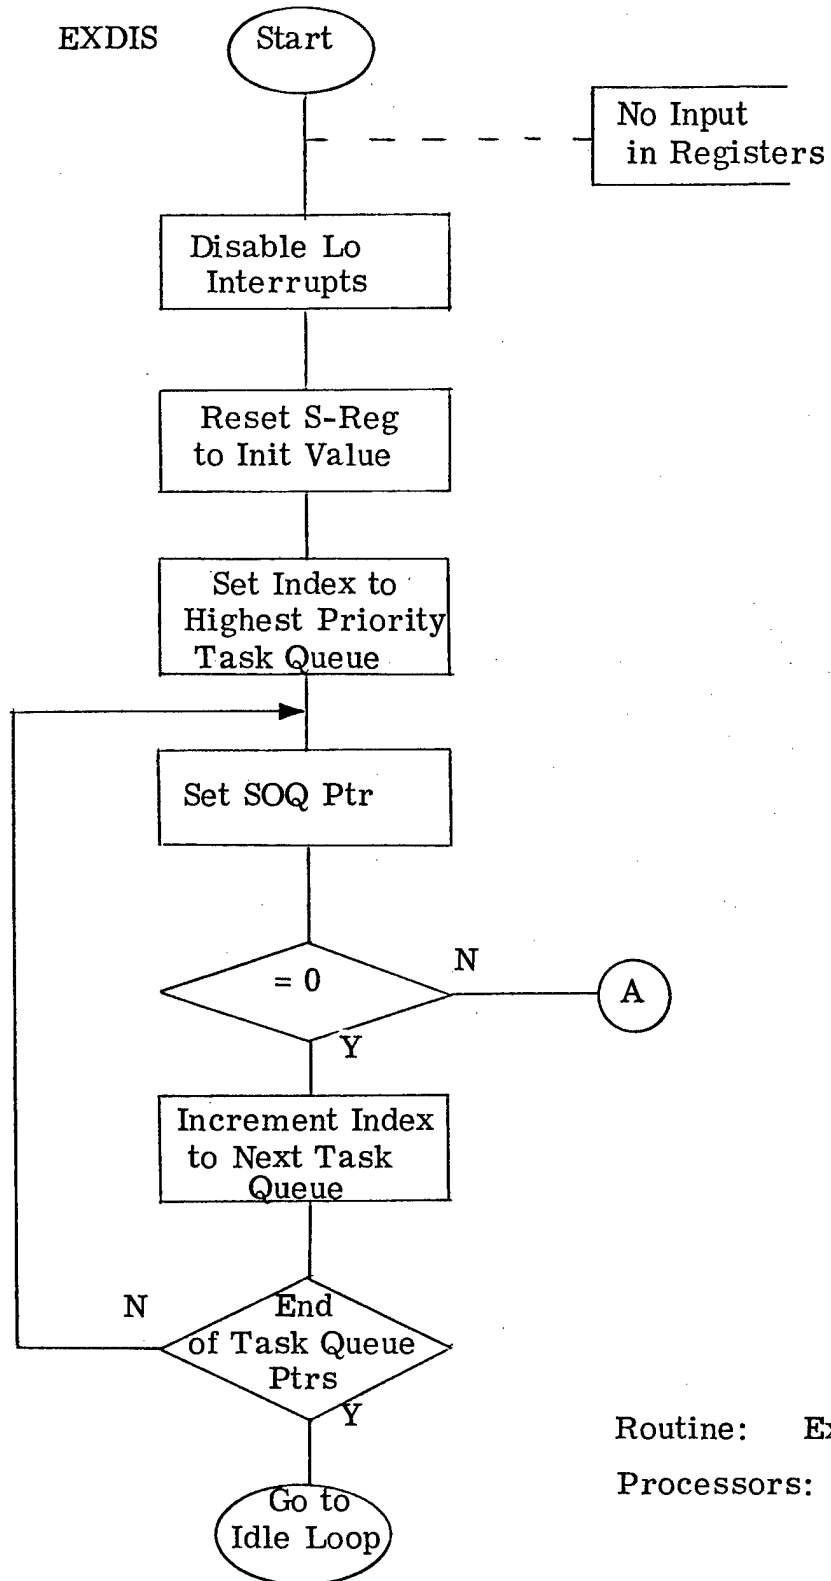 EXDIS
Start
No Input
in Registers
Disable Lo
Interrupts
Reset S-Reg
to Init Value
Set Index to
Highest Priority
Task Queue
Set SOQ Ptr
= 0
N
A
Y
Increment Index
to Next Task
Queue
N
End
of Task Queue
Ptrs
Y
Routine:
Processors:
Go to
Idle Loop